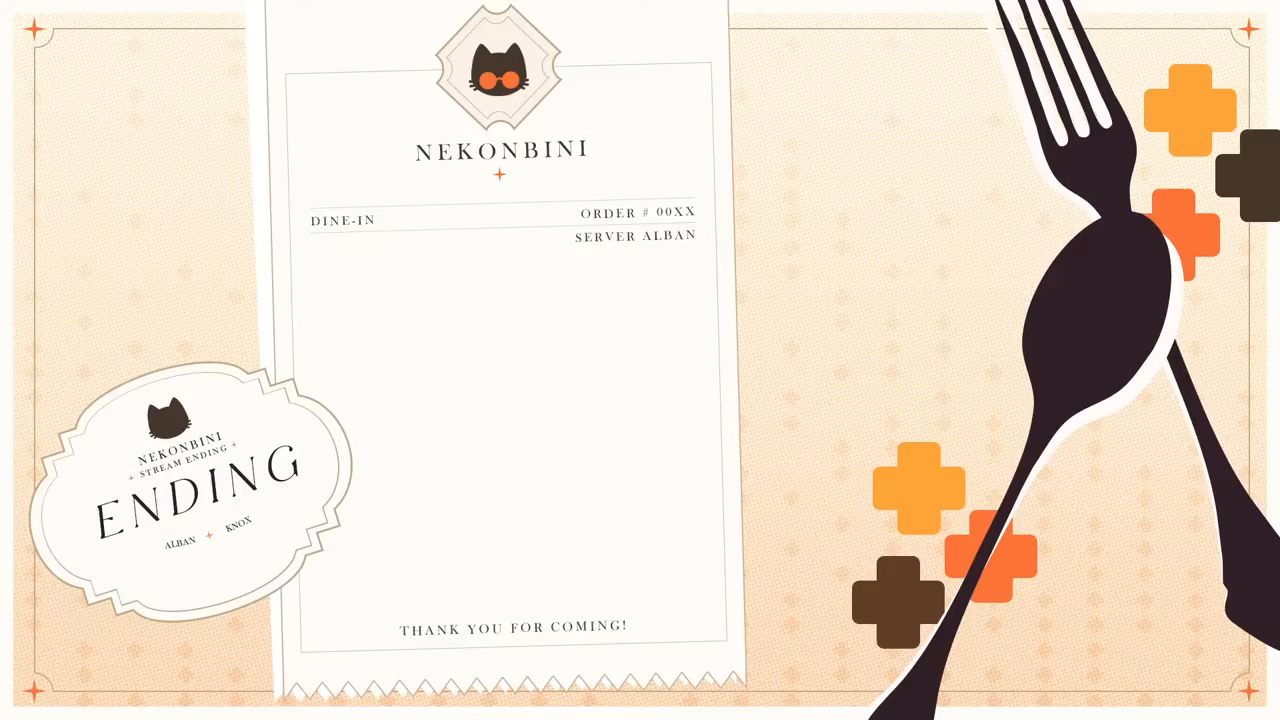 NEKONBINI
DINE-IN
ORDER # 00XX
SERVER ALBAN
THANK YOU FOR COMING!
NEKONBINI
STREAM ENDING
ENDING
ALBAN KNOX